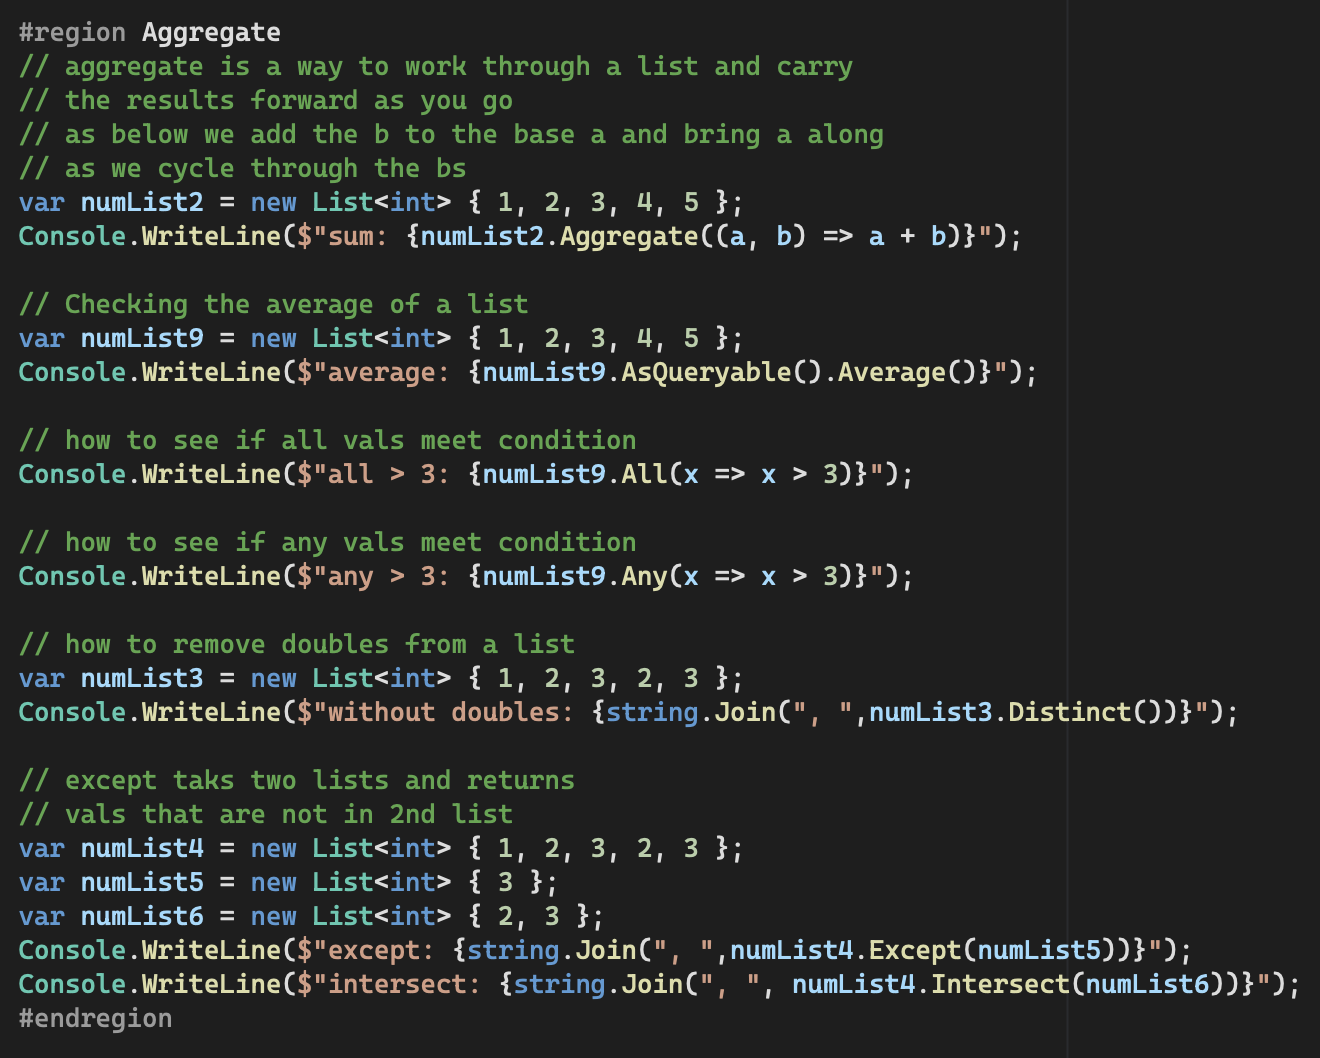 #region Aggregate
// aggregate is a way to work through a list and carry
// the results forward as you go
// as below we add the b to the base a and bring a along
// as we cycle through the bs
var numList2 = new List<int> { 1, 2, 3, 4, 5 };
Console.WriteLine($"sum: {numList2.Aggregate((a, b) => a + b)}");
// Checking the average of a list
var numList9 = new List<int> { 1, 2, 3, 4, 5 };
Console.WriteLine($"average: {numList9.AsQueryable().Average()}");
// how to see if all vals meet condition
Console.WriteLine($"all > 3: {numList9.All(x => x > 3)}");
// how to see if any vals meet condition
Console.WriteLine($"any > 3: {numList9.Any(x => x > 3)}");
// how to remove doubles from a list
var numList3 = new List<int> { 1, 2, 3, 2, 3 };
Console.WriteLine($"without doubles: {string.Join(", ",numList3.Distinct())}");
// except taks two lists and returns
// vals that are not in 2nd list
var numList4 = new List<int> { 1, 2, 3, 2, 3 };
var numList5 = new List<int> { 3 };
var numList6 = new List<int> { 2, 3 };
Console.WriteLine($"except: {string.Join(", ",numList4.Except(numList5))}");
Console.WriteLine($"intersect: {string.Join(", ", numList4.Intersect(numList6))}");
#endregion